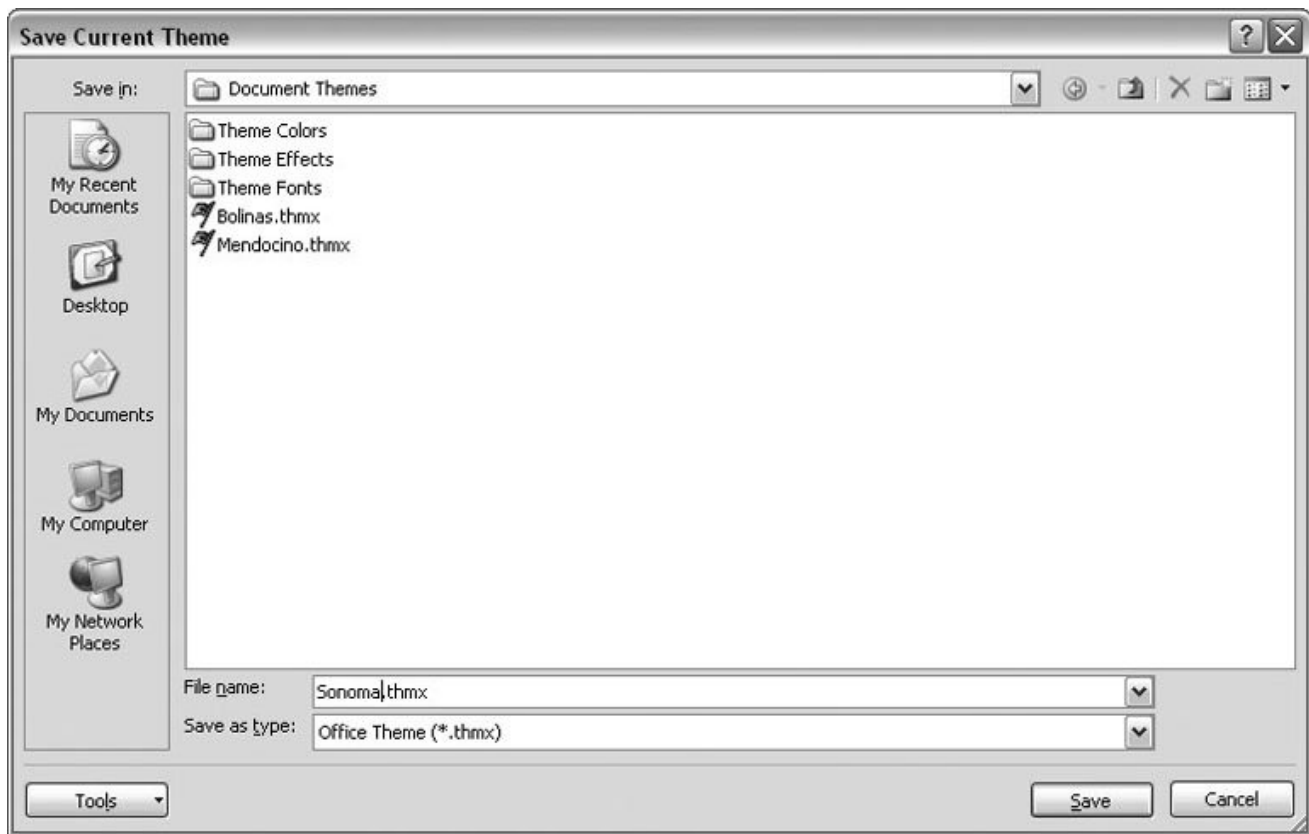 Save Current Theme
Save in:
Document Themes
My Recent
Documents
Desktop
My Documents
My Computer
My Network
Places
Theme Colors
Theme Effects
Theme Fonts
Bolinas.thmx
Mendocino.thmx
File name:
Sonoma.thmx
Save as type:
Office Theme (*.thmx)
Tools
Save
Cancel